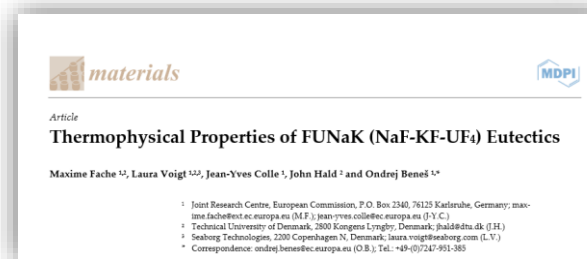 materials
MDPI
Article
Thermophysical Properties of FUNaK (NaF-KF-UF₄) Eutectics
Maxime Fache ¹,², Laura Voigt ¹,²,³, Jean-Yves Colle ¹, John Hald ² and Ondrej Beneš ¹,*
¹ Joint Research Centre, European Commission, P.O. Box 2340, 76125 Karlsruhe, Germany; max-
ime.fache@ext.ec.europa.eu (M.F.); jean-yves.colle@ec.europa.eu (J-Y.C.)
² Technical University of Denmark, 2800 Kongens Lyngby, Denmark; jhald@dtu.dk (J.H.)
³ Seaborg Technologies, 2200 Copenhagen N, Denmark; laura.voigt@seaborg.com (L.V.)
* Correspondence: ondrej.benes@ec.europa.eu (O.B.); Tel.: +49-(0)7247-951-385